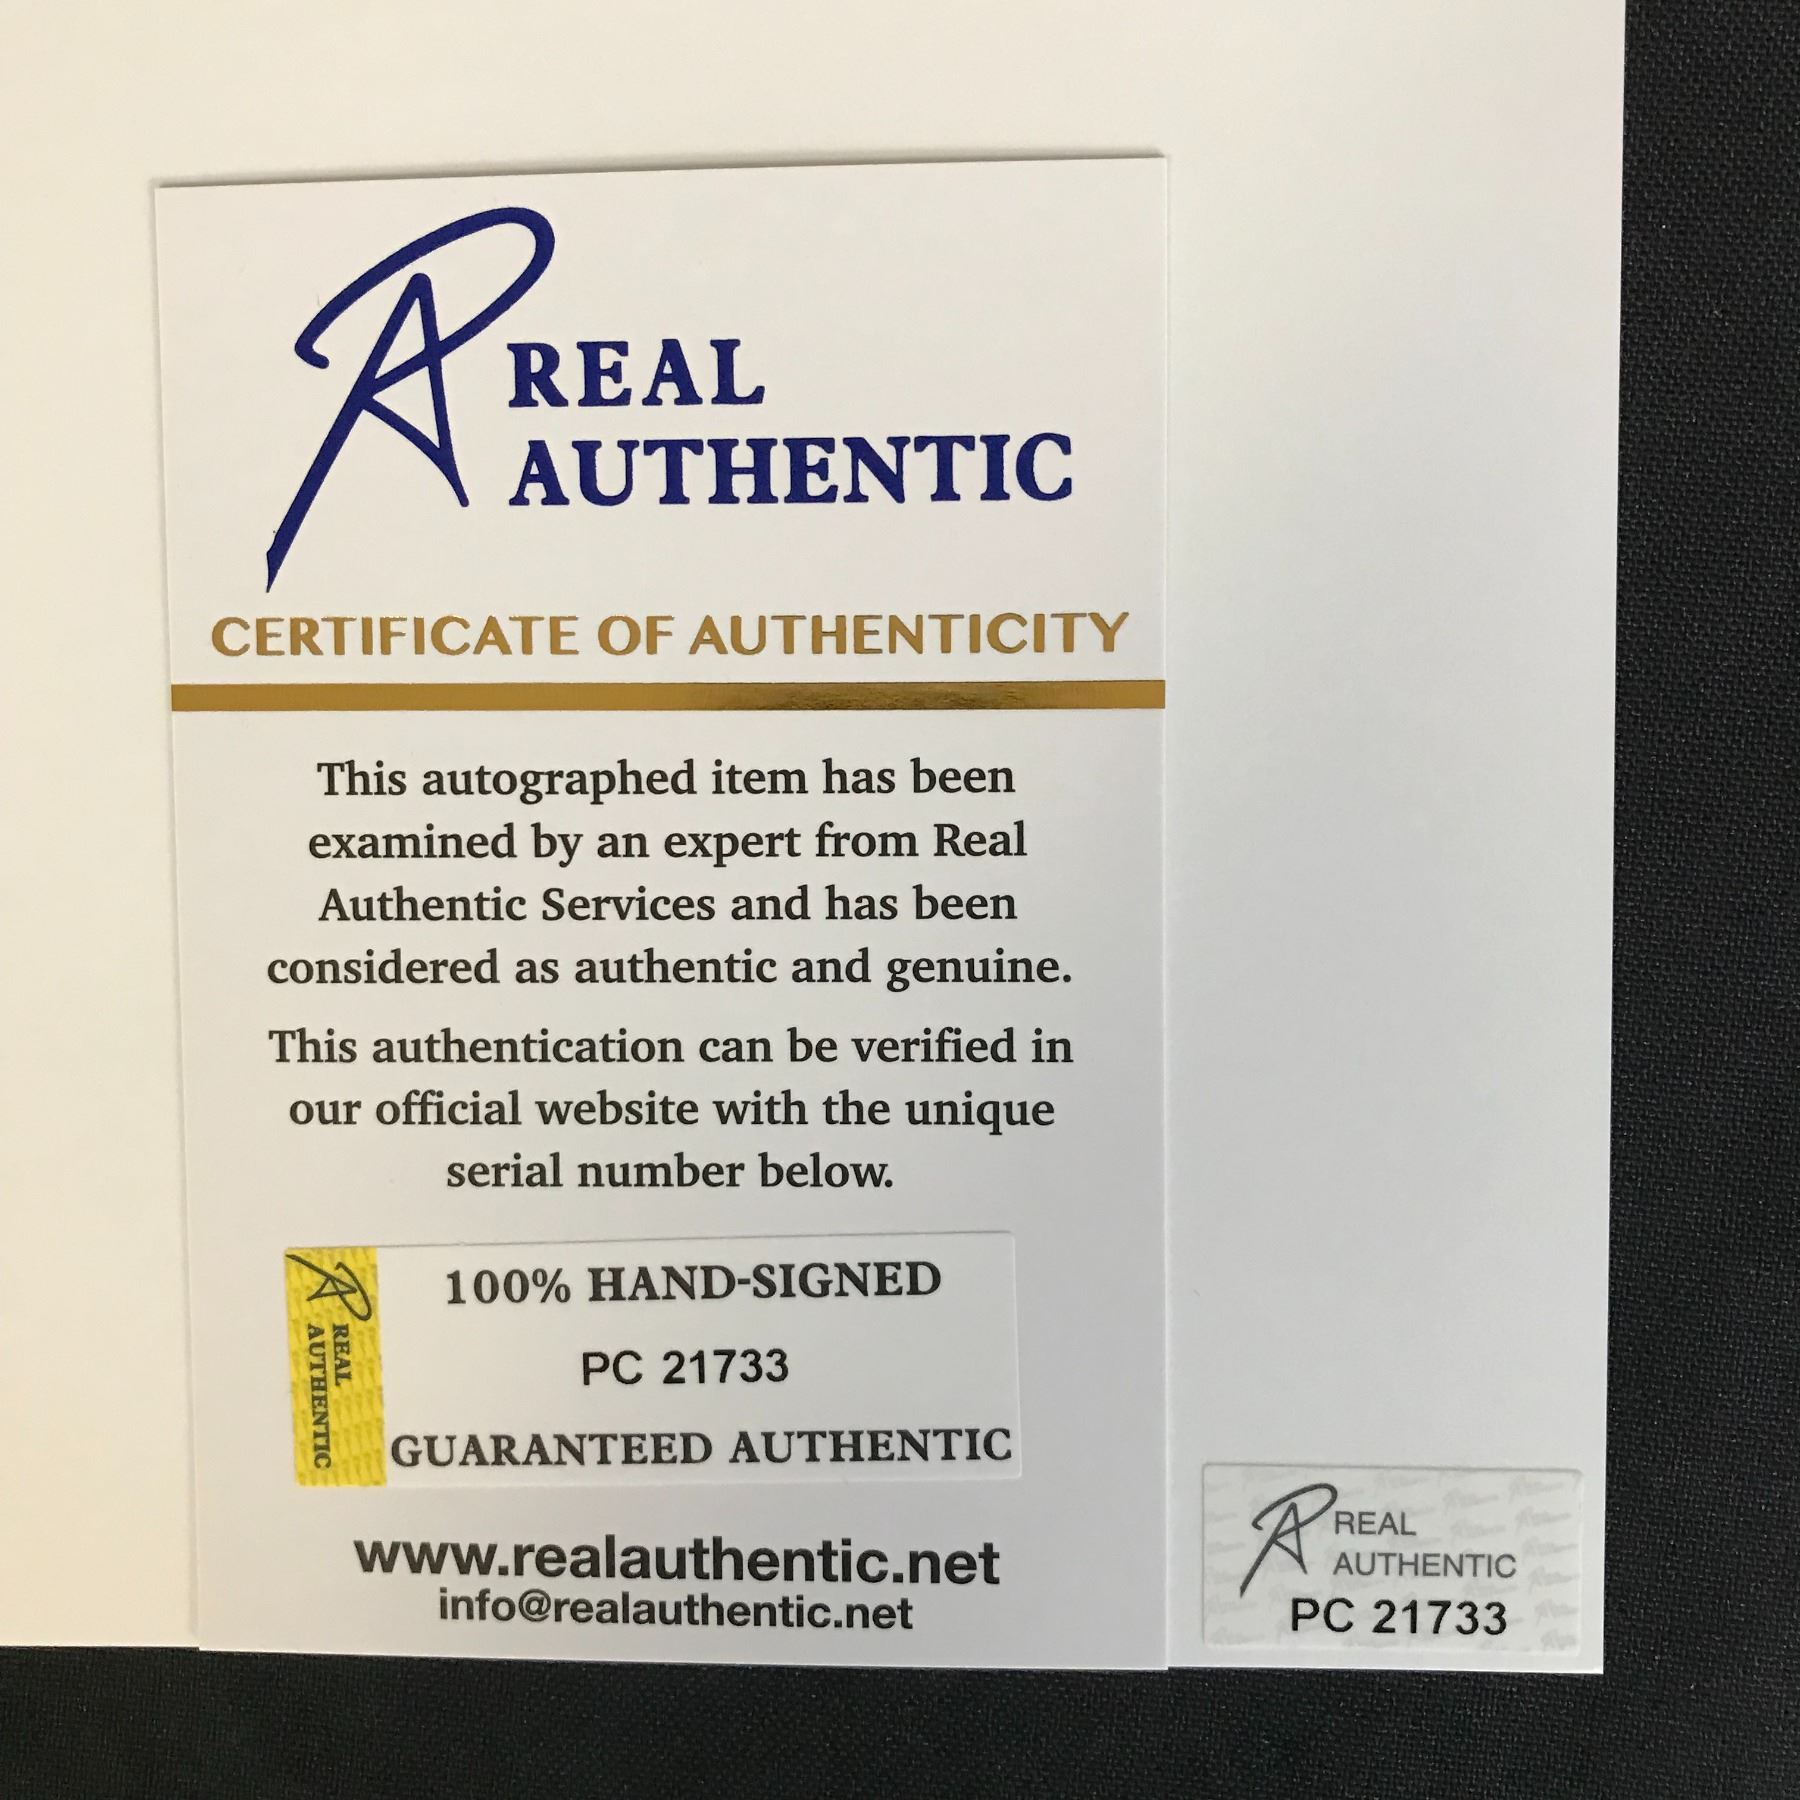 REAL
AUTHENTIC
CERTIFICATE OF AUTHENTICITY
This autographed item has been
examined by an expert from Real
Authentic Services and has been
considered as authentic and genuine.
This authentication can be verified in
our official website with the unique
serial number below.
REAL
AUTHENTIC
100% HAND-SIGNED
PC 21733
GUARANTEED AUTHENTIC
www.realauthentic.net
info@realauthentic.net
REAL
AUTHENTIC
PC 21733